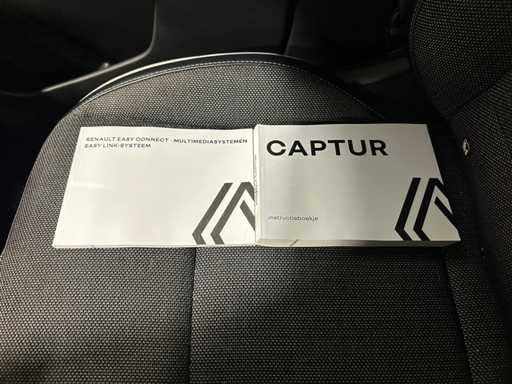 RENAULT EASY CONNECT - MULTIMEDIASYSTEMEN
EASY LINK-SYSTEEM
CAPTUR
instructieboekje